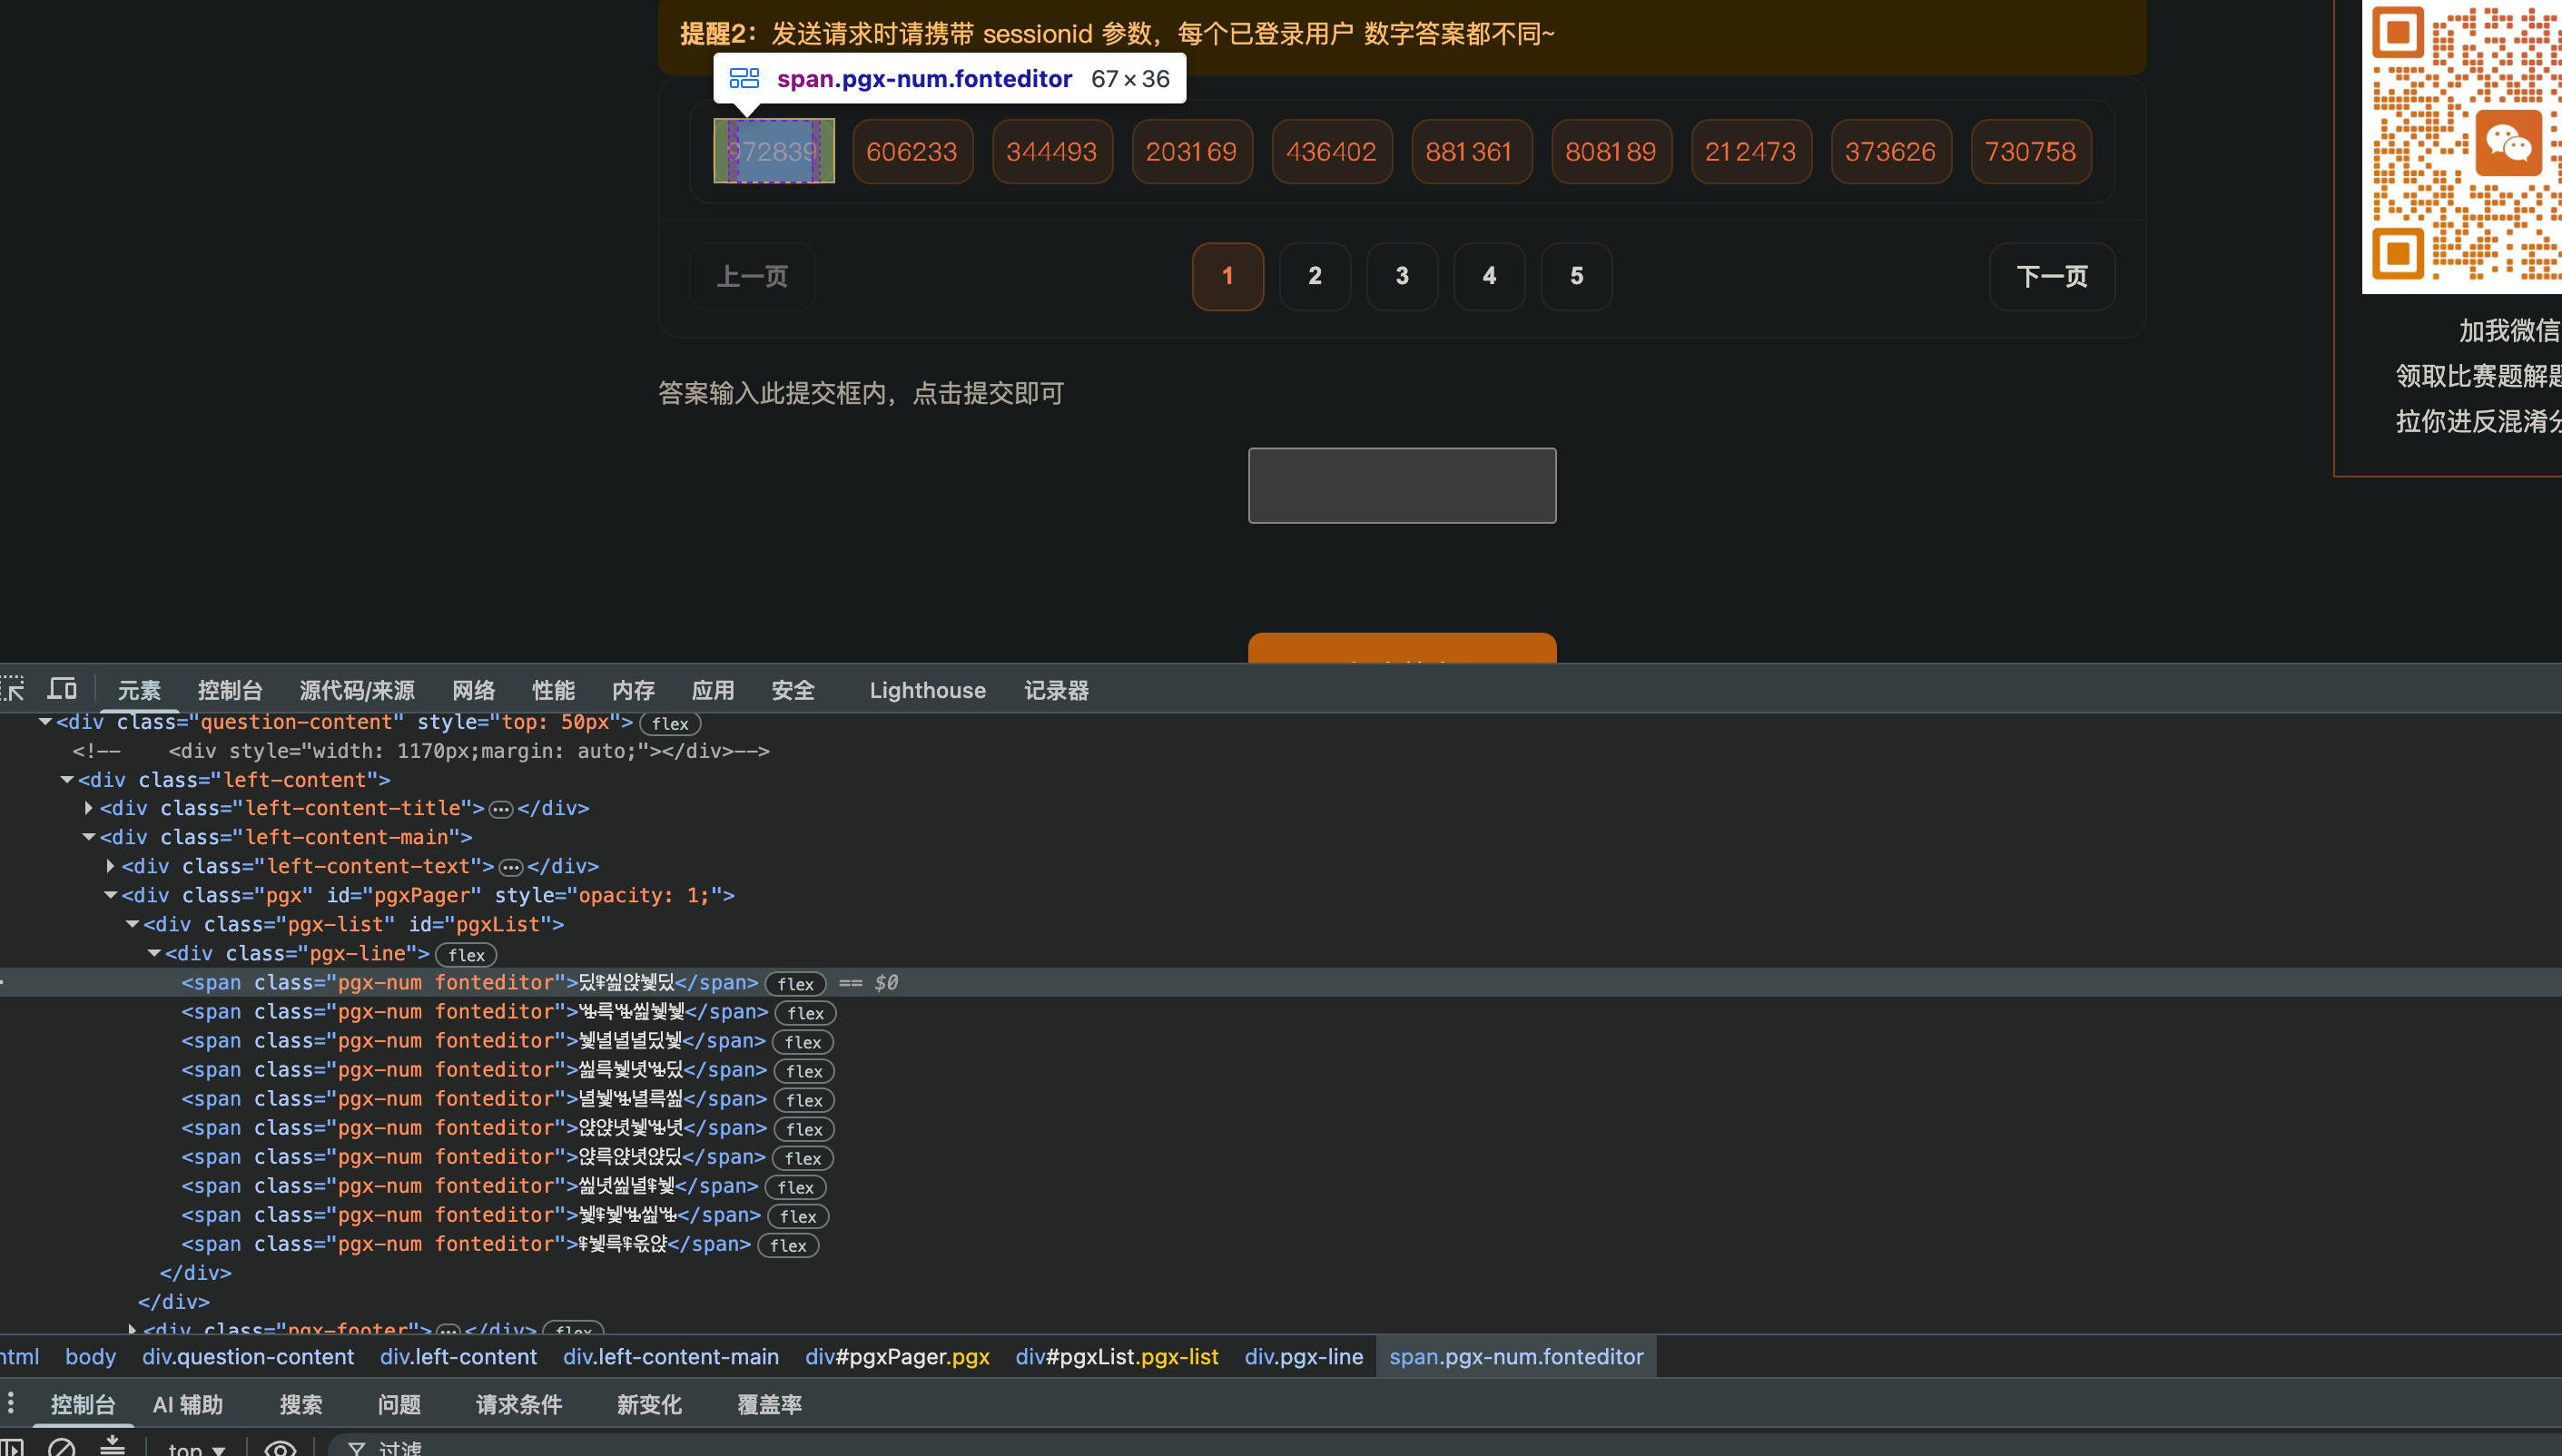 提醒2：发送请求时请携带 sessionid 参数，每个已登录用户 数字答案都不同~
span.pgx-num.fonteditor 67 × 36
972839 606233 344493 203169 436402 881361 808189 212473 373626 730758
上一页 1 2 3 4 5 下一页
加我微信
领取比赛题解题
拉你进反混淆分
答案输入此提交框内，点击提交即可
元素 控制台 源代码/来源 网络 性能 内存 应用 安全 Lighthouse 记录器
<div class="question-content" style="top: 50px"> flex
<!-- <div style="width: 1170px;margin: auto;"></div>-->
<div class="left-content">
<div class="left-content-title">…</div>
<div class="left-content-main">
<div class="left-content-text">…</div>
<div class="pgx" id="pgxPager" style="opacity: 1;">
<div class="pgx-list" id="pgxList">
<div class="pgx-line"> flex
<span class="pgx-num fonteditor"></span> flex == $0
<span class="pgx-num fonteditor"></span> flex
<span class="pgx-num fonteditor"></span> flex
<span class="pgx-num fonteditor"></span> flex
<span class="pgx-num fonteditor"></span> flex
<span class="pgx-num fonteditor"></span> flex
<span class="pgx-num fonteditor"></span> flex
<span class="pgx-num fonteditor"></span> flex
<span class="pgx-num fonteditor"></span> flex
<span class="pgx-num fonteditor"></span> flex
</div>
</div>
<div class="pgx-footer">…</div> flex
html body div.question-content div.left-content div.left-content-main div#pgxPager.pgx div#pgxList.pgx-list div.pgx-line span.pgx-num.fonteditor
控制台 AI 辅助 搜索 问题 请求条件 新变化 覆盖率
top 过滤